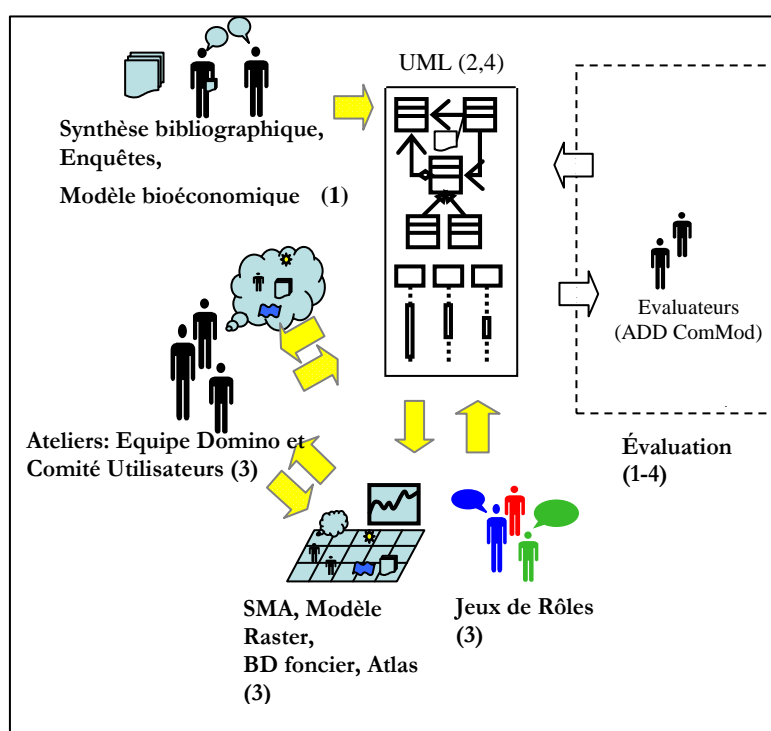 UML (2,4)
Synthèse bibliographique,
Enquêtes,
Modèle bioéconomique (1)
Evaluateurs
(ADD ComMod)
Ateliers: Equipe Domino et
Comité Utilisateurs (3)
Évaluation
(1-4)
SMA, Modèle
Raster,
BD foncier, Atlas
(3)
Jeux de Rôles
(3)